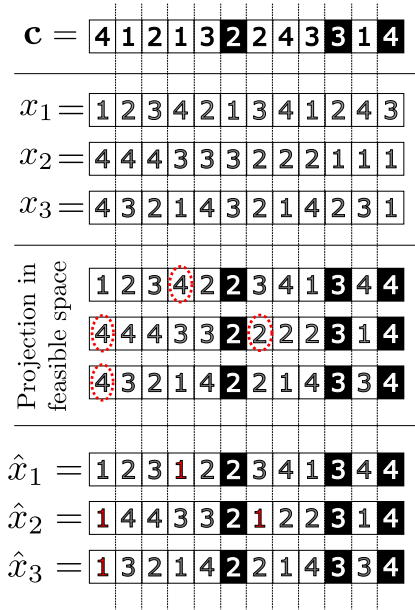 c = 4 1 2 1 3 2 2 4 3 3 1 4
x₁ = 1 2 3 4 2 1 3 4 1 2 4 3
x₂ = 4 4 4 3 3 3 2 2 2 1 1 1
x₃ = 4 3 2 1 4 3 2 1 4 2 3 1
Projection in
feasible space
1 2 3 4 2 2 3 4 1 3 4 4
4 4 4 3 3 2 2 2 2 3 1 4
4 3 2 1 4 2 2 1 4 3 3 4
x̂₁ = 1 2 3 1 2 2 3 4 1 3 4 4
x̂₂ = 1 4 4 3 3 2 1 2 2 3 1 4
x̂₃ = 1 3 2 1 4 2 2 1 4 3 3 4